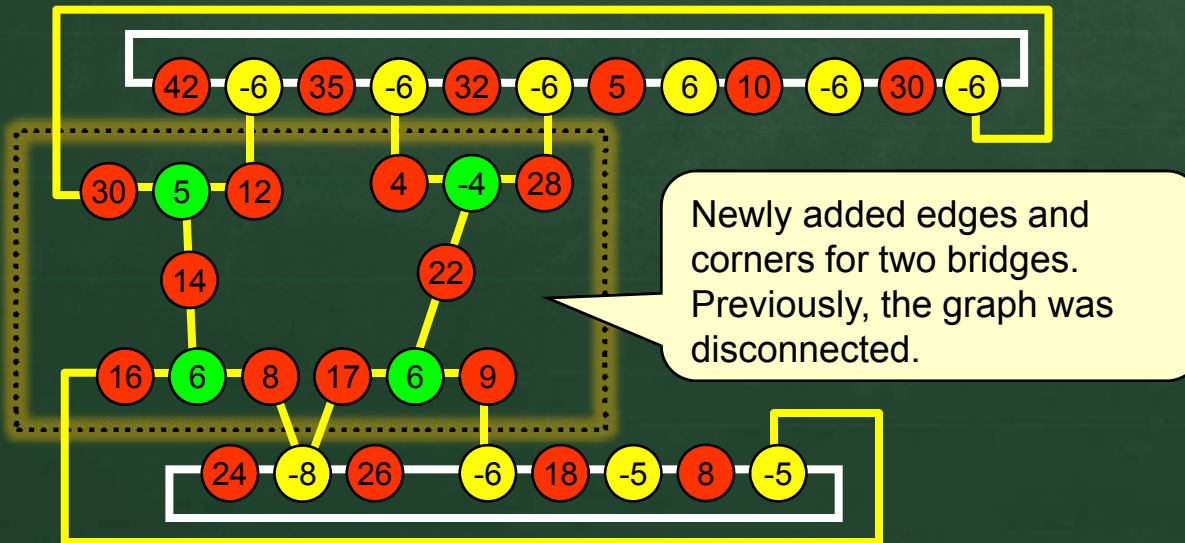 42 -6 35 -6 32 -6 5 6 10 -6 30 -6
30 5 12 4 -4 28
Newly added edges and
corners for two bridges.
Previously, the graph was
disconnected.
14 22
16 6 8 17 6 9
24 -8 26 -6 18 -5 8 -5